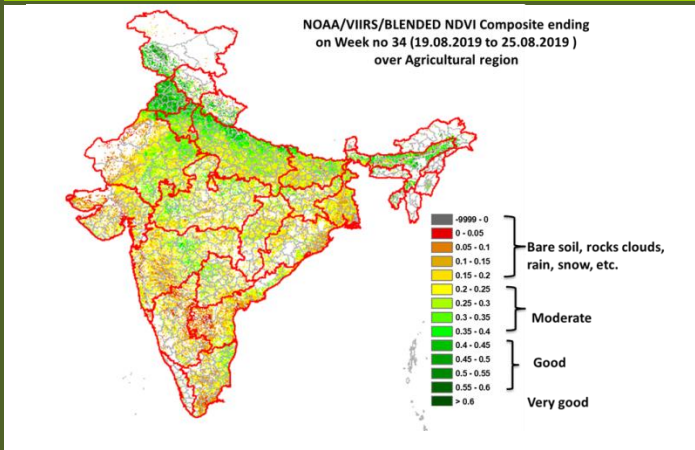 NOAA/VIIRS/BLENDED NDVI Composite ending
on Week no 34 (19.08.2019 to 25.08.2019 )
over Agricultural region
-9999 - 0
0 - 0.05
0.05 - 0.1
0.1 - 0.15
0.15 - 0.2
Bare soil, rocks clouds,
rain, snow, etc.
0.2 - 0.25
0.25 - 0.3
0.3 - 0.35
0.35 - 0.4
Moderate
0.4 - 0.45
0.45 - 0.5
0.5 - 0.55
0.55 - 0.6
Good
> 0.6
Very good